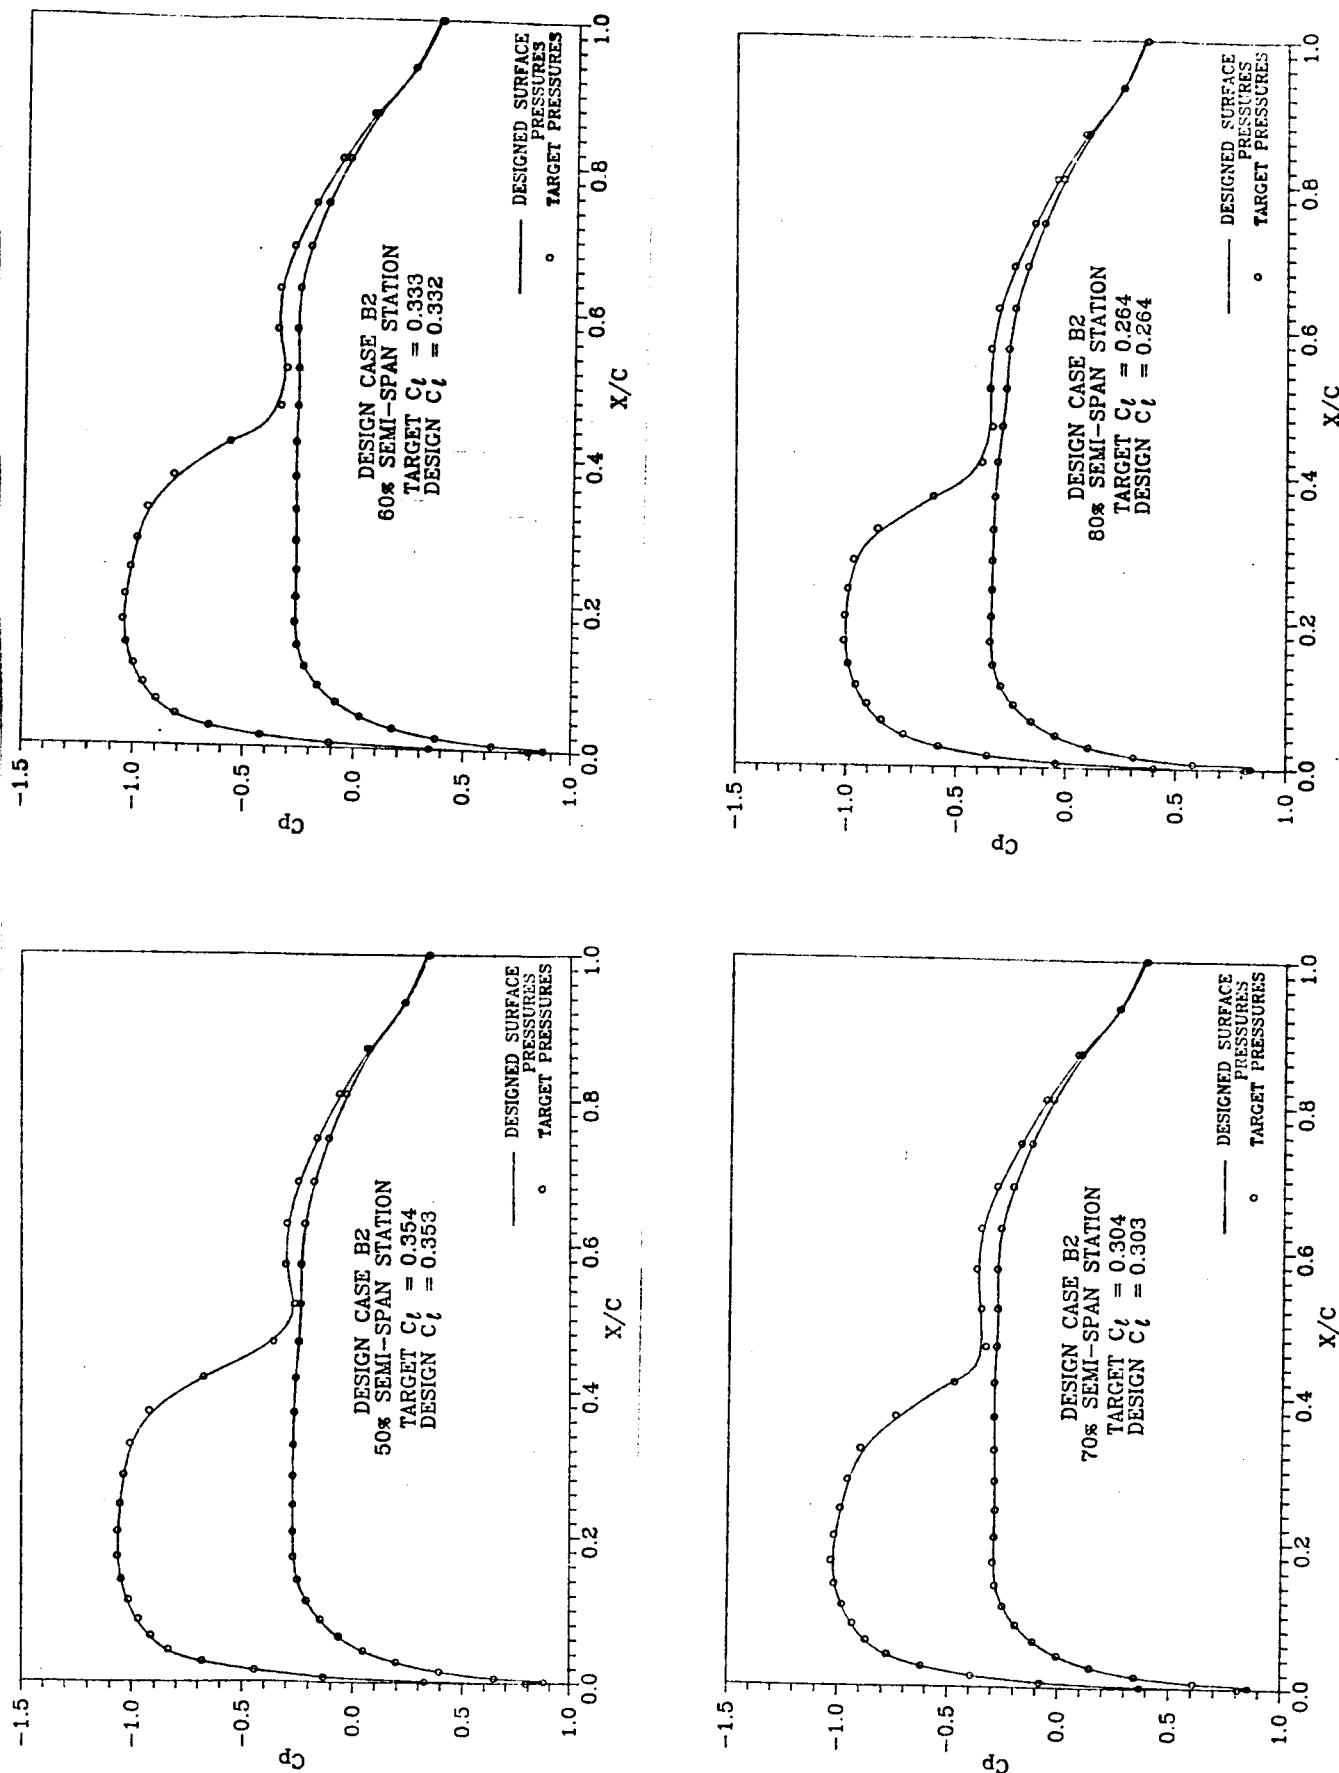 -1.5
-1.0
-0.5
0.0
0.5
1.0
Cp
0.0
0.2
0.4
0.6
0.8
1.0
X/C
DESIGN CASE B2
50% SEMI-SPAN STATION
TARGET Cℓ = 0.354
DESIGN Cℓ = 0.353
DESIGNED SURFACE
PRESSURES
TARGET PRESSURES
-1.5
-1.0
-0.5
0.0
0.5
1.0
Cp
0.0
0.2
0.4
0.6
0.8
1.0
X/C
DESIGN CASE B2
60% SEMI-SPAN STATION
TARGET Cℓ = 0.333
DESIGN Cℓ = 0.332
DESIGNED SURFACE
PRESSURES
TARGET PRESSURES
-1.5
-1.0
-0.5
0.0
0.5
1.0
Cp
0.0
0.2
0.4
0.6
0.8
1.0
X/C
DESIGN CASE B2
70% SEMI-SPAN STATION
TARGET Cℓ = 0.304
DESIGN Cℓ = 0.303
DESIGNED SURFACE
PRESSURES
TARGET PRESSURES
-1.5
-1.0
-0.5
0.0
0.5
1.0
Cp
0.0
0.2
0.4
0.6
0.8
1.0
X/C
DESIGN CASE B2
80% SEMI-SPAN STATION
TARGET Cℓ = 0.264
DESIGN Cℓ = 0.264
DESIGNED SURFACE
PRESSURES
TARGET PRESSURES